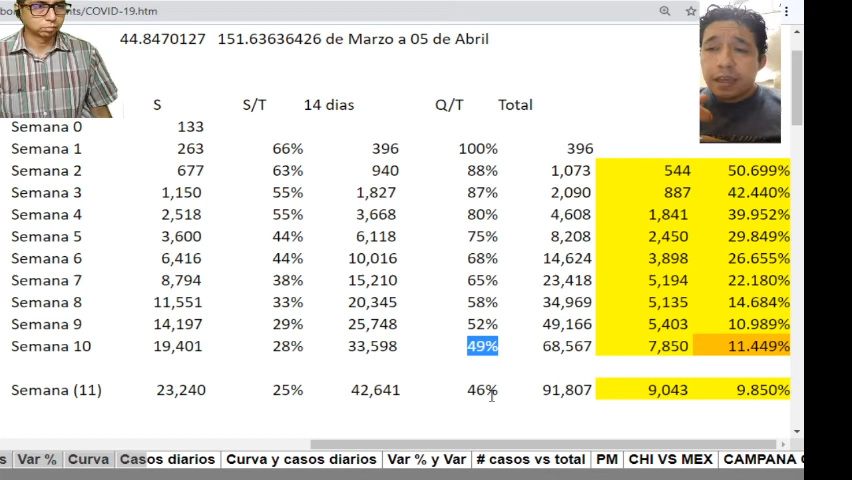 nts/COVID-19.htm
44.8470127 151.63636426 de Marzo a 05 de Abril
S S/T 14 dias Q/T Total
Semana 0 133
Semana 1 263 66% 396 100% 396
Semana 2 677 63% 940 88% 1,073 544 50.699%
Semana 3 1,150 55% 1,827 87% 2,090 887 42.440%
Semana 4 2,518 55% 3,668 80% 4,608 1,841 39.952%
Semana 5 3,600 44% 6,118 75% 8,208 2,450 29.849%
Semana 6 6,416 44% 10,016 68% 14,624 3,898 26.655%
Semana 7 8,794 38% 15,210 65% 23,418 5,194 22.180%
Semana 8 11,551 33% 20,345 58% 34,969 5,135 14.684%
Semana 9 14,197 29% 25,748 52% 49,166 5,403 10.989%
Semana 10 19,401 28% 33,598 49% 68,567 7,850 11.449%
Semana (11) 23,240 25% 42,641 46% 91,807 9,043 9.850%
s Var % Curva Casos diarios Curva y casos diarios Var % y Var # casos vs total PM CHI VS MEX CAMPANA